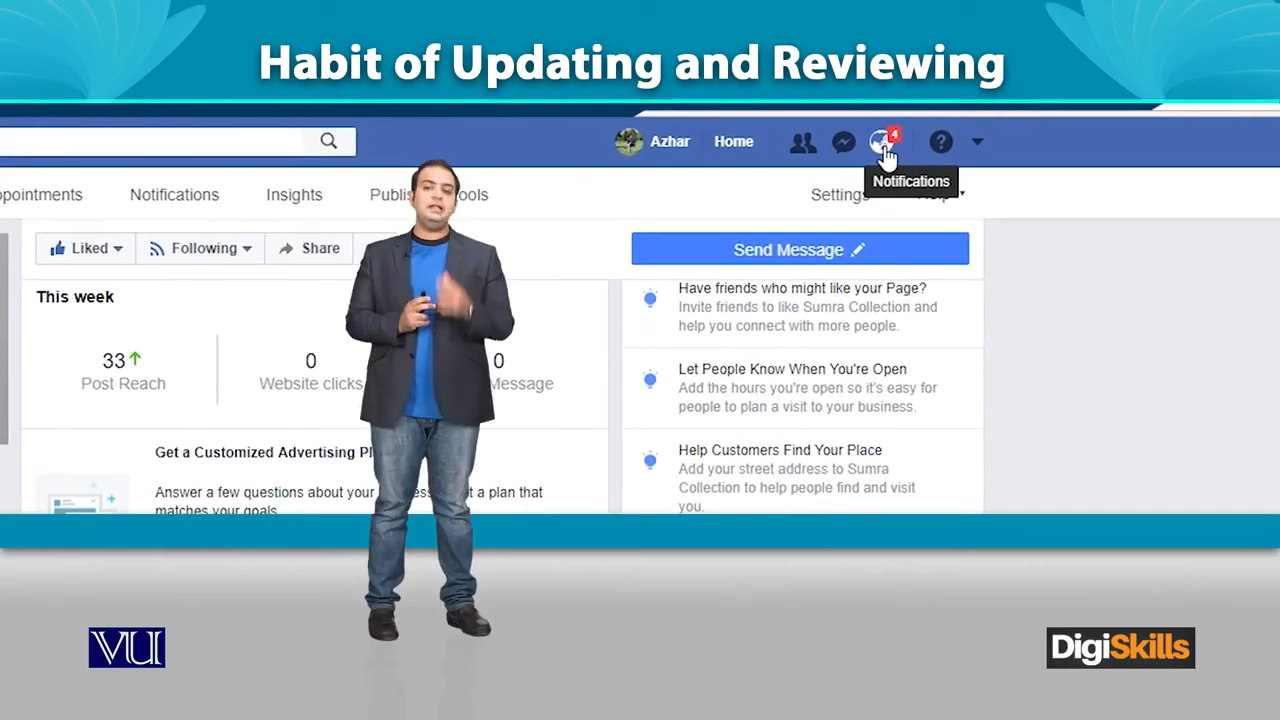 Habit of Updating and Reviewing
Azhar
Home
4
Notifications
Notifications
Insights
Settings
Liked
Following
Share
Send Message
This week
33
Post Reach
0
Website clicks
0
Message
Have friends who might like your Page?
Invite friends to like Sumra Collection and
help you connect with more people.
Let People Know When You're Open
Add the hours you're open so it's easy for
people to plan a visit to your business.
Help Customers Find Your Place
Add your street address to Sumra
Collection to help people find and visit
you.
Get a Customized Advertising
Answer a few questions about your
t a plan that
matches your goals.
VU
DigiSkills